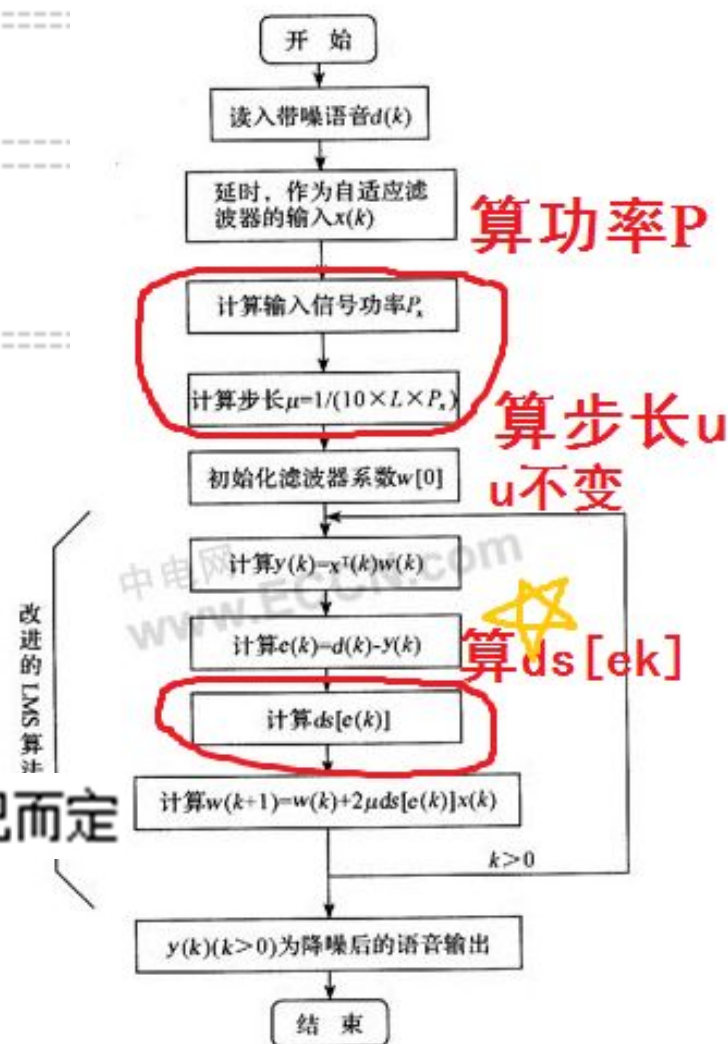 开 始
读入带噪语音d(k)
延时，作为自适应滤
波器的输入x(k)
算功率P
计算输入信号功率Pₓ
计算步长μ=1/(10×L×Pₓ)
算步长u
u不变
初始化滤波器系数w[0]
计算y(k)=xᵀ(k)w(k)
中电网
www.ECCN.com
计算e(k)=d(k)-y(k)
算ds[ek]
计算ds[e(k)]
改进的LMS算法
计算w(k+1)=w(k)+2μds[e(k)]x(k)
而定
k>0
y(k)(k>0)为降噪后的语音输出
结 束